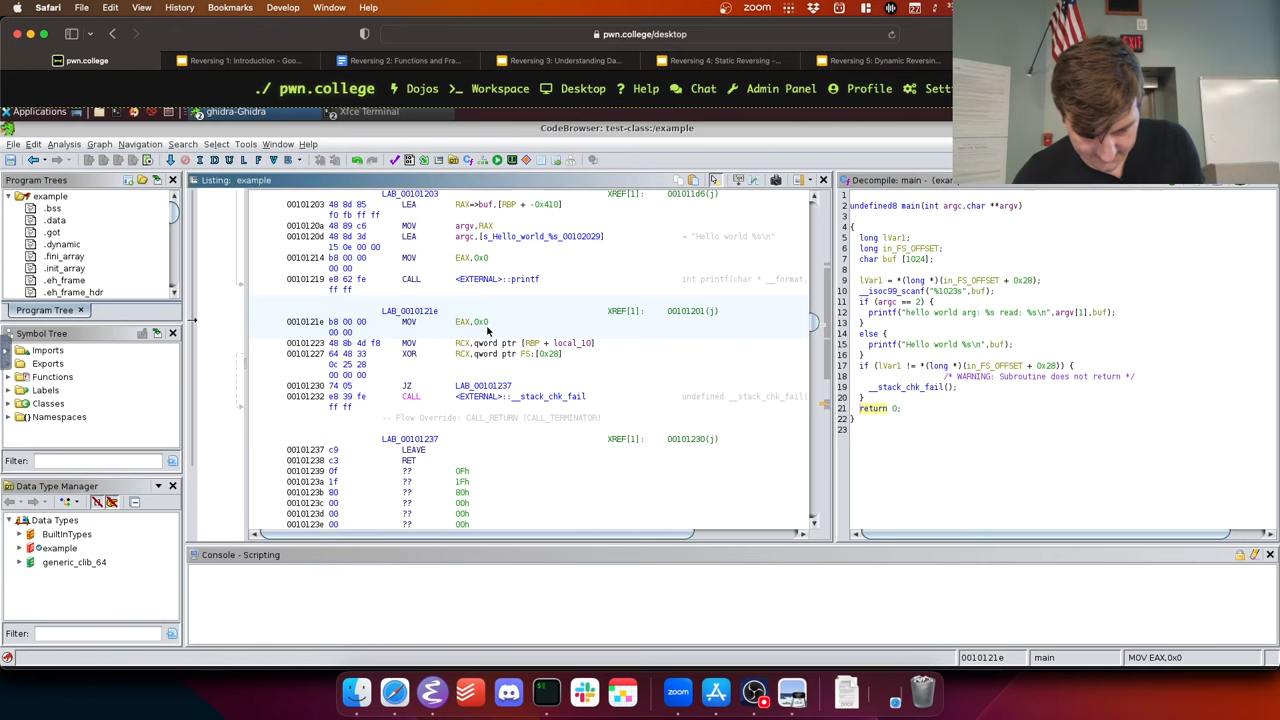 Safari File Edit View History Bookmarks Develop Window Help zoom
pwn.college/desktop
pwn.college Reversing 1: Introduction - Goo... Reversing 2: Functions and Fra... Reversing 3: Understanding Da... Reversing 4: Static Reversing -... Reversing 5: Dynamic Reversin...
./ pwn.college Dojos >_ Workspace Desktop Help Chat Admin Panel Profile Sett
EXIT
Applications ghidra-Ghidra Xfce Terminal
CodeBrowser: test-class:/example
File Edit Analysis Graph Navigation Search Select Tools Window Help
I D U L F V B
Program Trees
example
.bss
.data
.got
.dynamic
.fini_array
.init_array
.eh_frame
.eh_frame_hdr
Program Tree
Symbol Tree
Imports
Exports
Functions
Labels
Classes
Namespaces
Filter:
Data Type Manager
Data Types
BuiltInTypes
example
generic_clib_64
Filter:
Listing: example
LAB_00101203 XREF[1]: 001011d6(j)
00101203 48 8d 85 LEA RAX=>buf,[RBP + -0x410]
f0 fb ff ff
0010120a 48 89 c6 MOV argv,RAX
0010120d 48 8d 3d LEA argc,[s_Hello_world_%s_00102029] = "Hello world %s\n"
15 0e 00 00
00101214 b8 00 00 MOV EAX,0x0
00 00
00101219 e8 62 fe CALL <EXTERNAL>::printf int printf(char * __format,
ff ff
LAB_0010121e XREF[1]: 00101201(j)
0010121e b8 00 00 MOV EAX,0x0
00 00
00101223 48 8b 4d f8 MOV RCX,qword ptr [RBP + local_10]
00101227 64 48 33 XOR RCX,qword ptr FS:[0x28]
0c 25 28
00 00 00
00101230 74 05 JZ LAB_00101237
00101232 e8 39 fe CALL <EXTERNAL>::__stack_chk_fail undefined __stack_chk_fail(
ff ff
-- Flow Override: CALL_RETURN (CALL_TERMINATOR)
LAB_00101237 XREF[1]: 00101230(j)
00101237 c9 LEAVE
00101238 c3 RET
00101239 0f ?? 0Fh
0010123a 1f ?? 1Fh
0010123b 80 ?? 80h
0010123c 00 ?? 00h
0010123d 00 ?? 00h
0010123e 00 ?? 00h
Decompile: main - (exam
1
2 undefined8 main(int argc,char **argv)
3
4 {
5 long lVar1;
6 long in_FS_OFFSET;
7 char buf [1024];
8
9 lVar1 = *(long *)(in_FS_OFFSET + 0x28);
10 __isoc99_scanf("%1023s",buf);
11 if (argc == 2) {
12 printf("hello world arg: %s read: %s\n",argv[1],buf);
13 }
14 else {
15 printf("Hello world %s\n",buf);
16 }
17 if (lVar1 != *(long *)(in_FS_OFFSET + 0x28)) {
18 /* WARNING: Subroutine does not return */
19 __stack_chk_fail();
20 }
21 return 0;
22 }
23
Console - Scripting
0010121e main MOV EAX,0x0
zoom